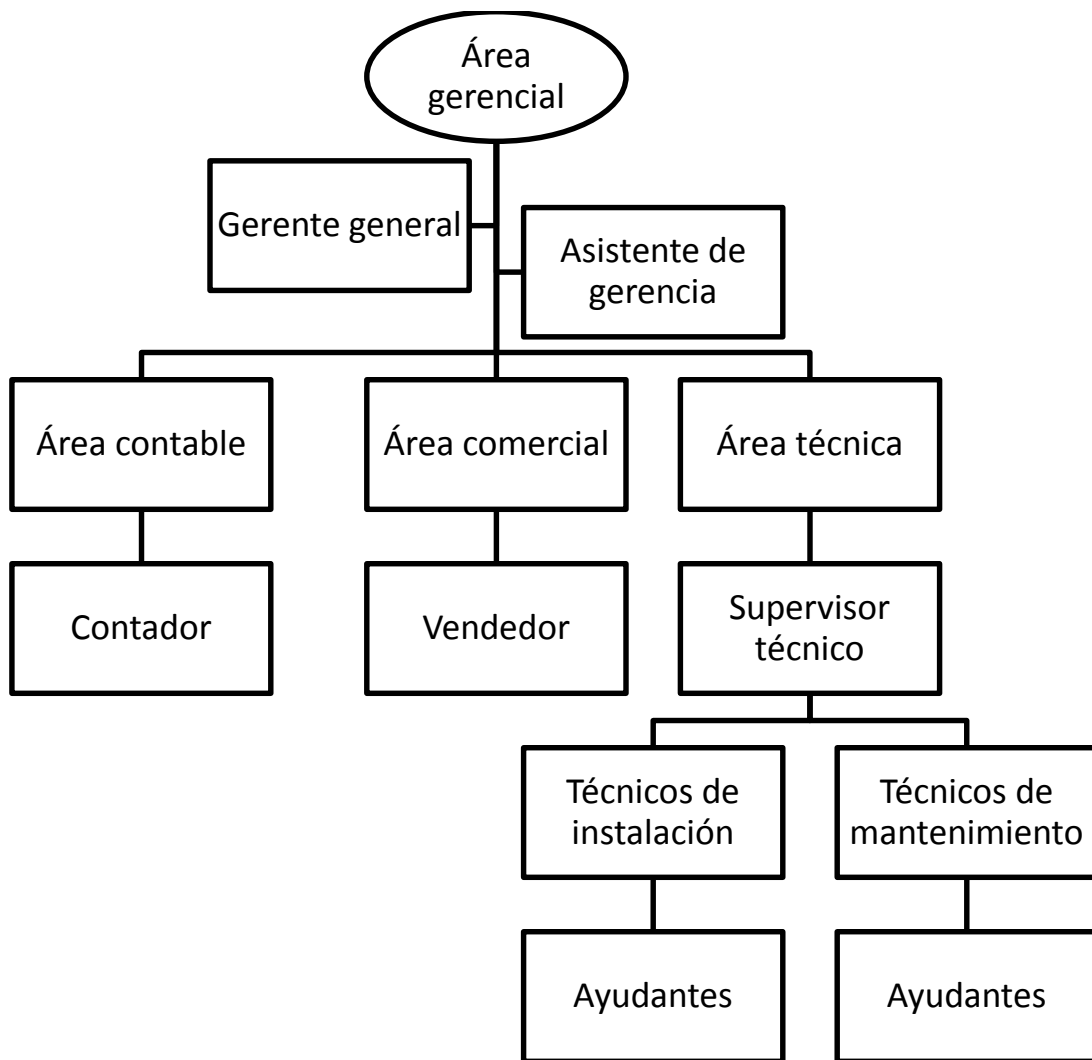 Área
gerencial
Gerente general
Asistente de
gerencia
Área contable
Área comercial
Área técnica
Contador
Vendedor
Supervisor
técnico
Técnicos de
instalación
Técnicos de
mantenimiento
Ayudantes
Ayudantes